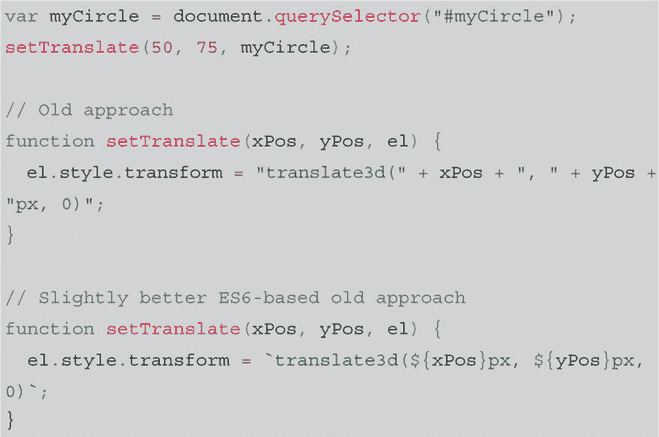 var myCircle = document.querySelector("#myCircle");
setTranslate(50, 75, myCircle);
// Old approach
function setTranslate(xPos, yPos, el) {
  el.style.transform = "translate3d(" + xPos + ", " + yPos +
"px, 0)";
}
// Slightly better ES6-based old approach
function setTranslate(xPos, yPos, el) {
  el.style.transform = `translate3d(${xPos}px, ${yPos}px,
0)`;
}